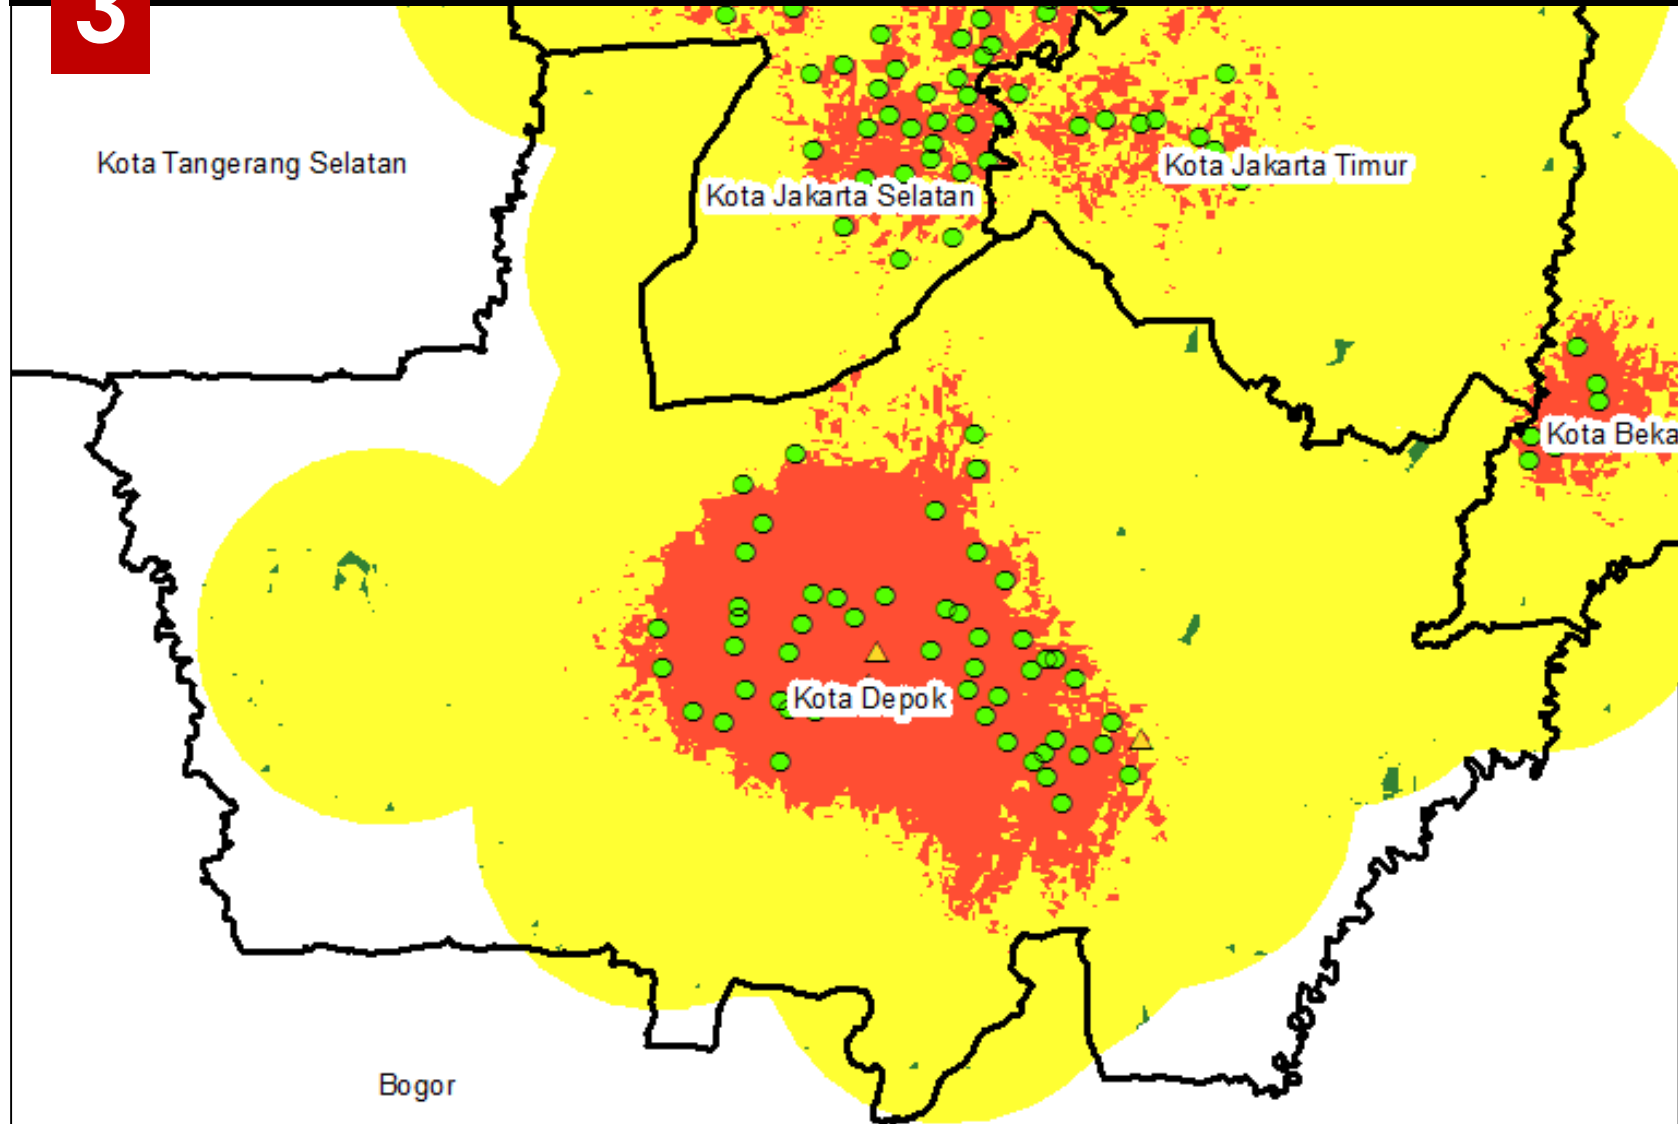 3
Kota Tangerang Selatan
Kota Jakarta Timur
Kota Jakarta Selatan
Kota Beka
Kota Depok
Bogor